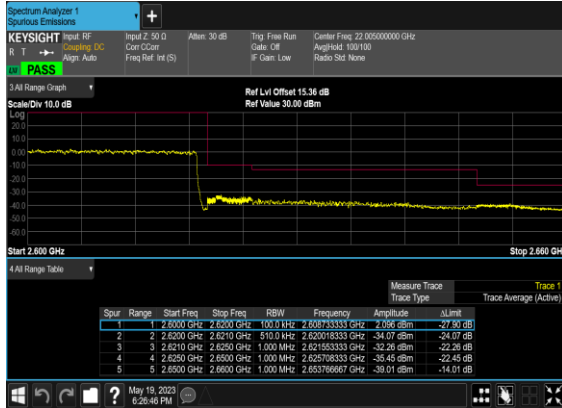 Spectrum Analyzer 1
Spurious Emissions
+
KEYSIGHT Input: RF Input Z: 50 Ω Atten: 30 dB Trig: Free Run Center Freq: 22.005000000 GHz
R T Coupling: DC Corr CCorr Gate: Off Avg|Hold: 100/100
Align: Auto Freq Ref: Int (S) IF Gain: Low Radio Std: None
PASS
3 All Range Graph
Ref Lvl Offset 15.36 dB
Scale/Div 10.0 dB Ref Value 30.00 dBm
Log
20.0
10.0
0.00
-10.0
-20.0
-30.0
-40.0
-50.0
-60.0
Start 2.600 GHz Stop 2.660 GH
4 All Range Table
Measure Trace Trace 1
Trace Type Trace Average (Active)
Spur Range Start Freq Stop Freq RBW Frequency Amplitude ΔLimit
1 1 2.6000 GHz 2.6200 GHz 100.0 kHz 2.608733333 GHz 2.096 dBm -27.90 dB
2 2 2.6200 GHz 2.6210 GHz 510.0 kHz 2.620018333 GHz -34.07 dBm -24.07 dB
3 3 2.6210 GHz 2.6250 GHz 1.000 MHz 2.621553333 GHz -32.26 dBm -22.26 dB
4 4 2.6250 GHz 2.6500 GHz 1.000 MHz 2.625708333 GHz -35.45 dBm -22.45 dB
5 5 2.6500 GHz 2.6600 GHz 1.000 MHz 2.653766667 GHz -39.01 dBm -14.01 dB
? May 19, 2023
6:26:46 PM